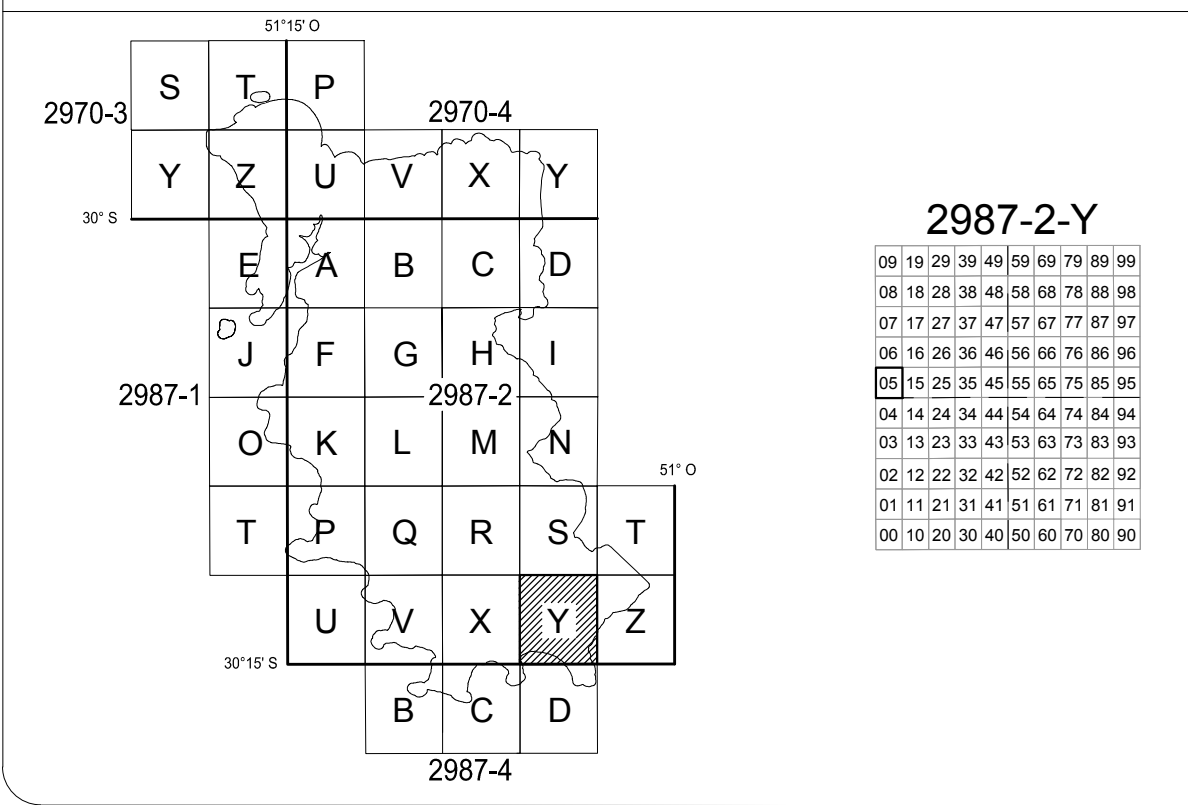 51°15' O
S T P
2970-3
2970-4
Y Z U V X Y
30° S
E A B C D
J F G H I
2987-1
2987-2
O K L M N
51° O
T P Q R S T
U V X Y Z
30°15' S
B C D
2987-4
2987-2-Y
09 19 29 39 49 59 69 79 89 99
08 18 28 38 48 58 68 78 88 98
07 17 27 37 47 57 67 77 87 97
06 16 26 36 46 56 66 76 86 96
05 15 25 35 45 55 65 75 85 95
04 14 24 34 44 54 64 74 84 94
03 13 23 33 43 53 63 73 83 93
02 12 22 32 42 52 62 72 82 92
01 11 21 31 41 51 61 71 81 91
00 10 20 30 40 50 60 70 80 90